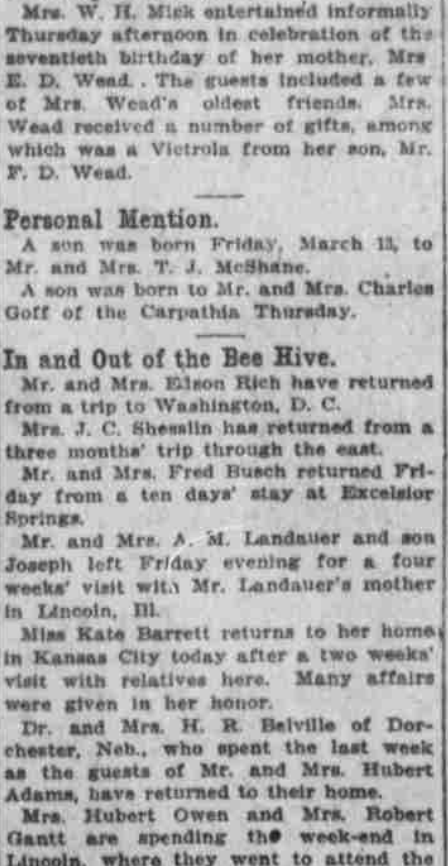 Mrs. W. H. Mick entertained informally
Thursday afternoon in celebration of the
seventieth birthday of her mother, Mrs
E. D. Wead. . The guests included a few
of Mrs. Wead's oldest friends. Mrs.
Wead received a number of gifts, among
which was a Victrola from her son, Mr.
F. D. Wead.
Personal Mention.
A son was born Friday, March 13, to
Mr. and Mrs. T. J. McShane.
A son was born to Mr. and Mrs. Charles
Goff of the Carpathia Thursday.
In and Out of the Bee Hive.
Mr. and Mrs. Edson Rich have returned
from a trip to Washington, D. C.
Mrs. J. C. Shesslin has returned from a
three months' trip through the east.
Mr. and Mrs. Fred Busch returned Fri-
day from a ten days' stay at Excelsior
Springs.
Mr. and Mrs. A. M. Landauer and son
Joseph left Friday evening for a four
weeks' visit with Mr. Landauer's mother
in Lincoln, Ill.
Miss Kate Barrett returns to her home
in Kansas City today after a two weeks'
visit with relatives here. Many affairs
were given in her honor.
Dr. and Mrs. H. R. Belville of Dor-
chester, Neb., who spent the last week
as the guests of Mr. and Mrs. Hubert
Adams, have returned to their home.
Mrs. Hubert Owen and Mrs. Robert
Gantt are spending the week-end in
Lincoln, where they went to attend the